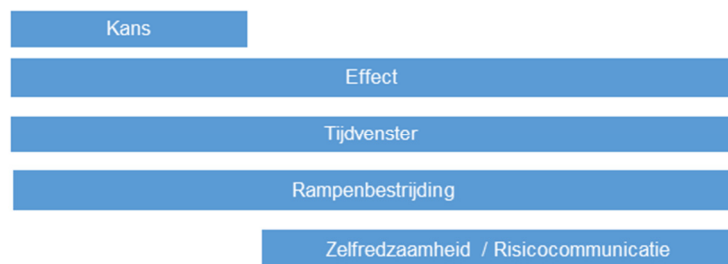 Kans
Effect
Tijdvenster
Rampenbestrijding
Zelfredzaamheid / Risicocommunicatie